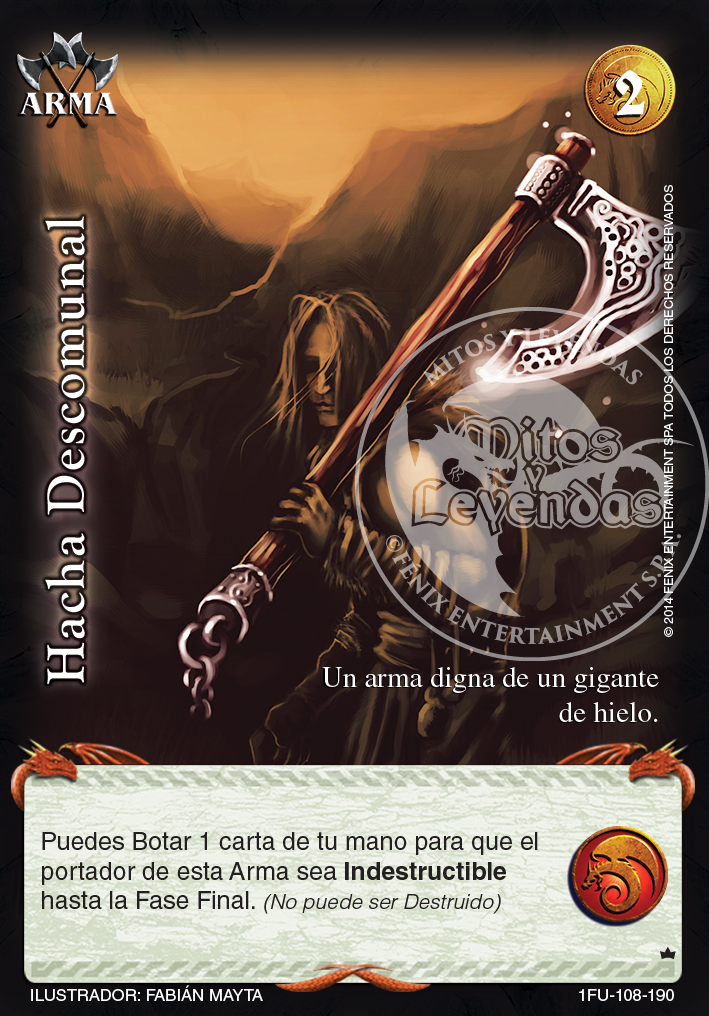 ARMA
2
Hacha Descomunal
MITOS Y LEYENDAS
Mitos
y
Leyendas
© FENIX ENTERTAINMENT S.P.A.
© 2014 FENIX ENTERTAINMENT SPA TODOS LOS DERECHOS RESERVADOS
Un arma digna de un gigante
de hielo.
Puedes Botar 1 carta de tu mano para que el
portador de esta Arma sea Indestructible
hasta la Fase Final. (No puede ser Destruido)
ILUSTRADOR: FABIÁN MAYTA
1FU-108-190